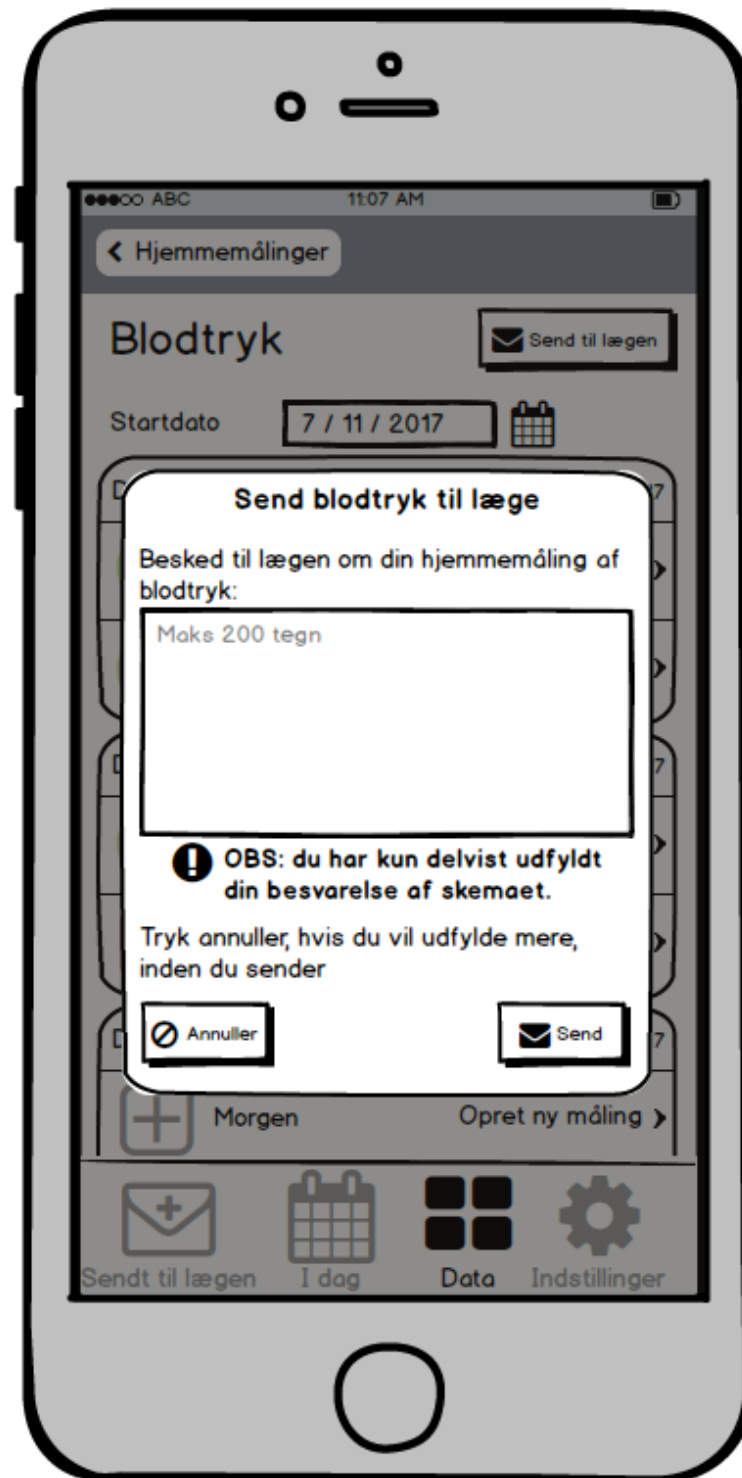 ABC 11:07 AM
Hjemmemålinger
Blodtryk
Send til lægen
Startdato 7 / 11 / 2017
D 17
Send blodtryk til læge
Besked til lægen om din hjemmemåling af
blodtryk:
Maks 200 tegn
D 7
OBS: du har kun delvist udfyldt
din besvarelse af skemaet.
Tryk annuller, hvis du vil udfylde mere,
inden du sender
Annuller
Send
D 17
Morgen Opret ny måling
Sendt til lægen I dag Data Indstillinger